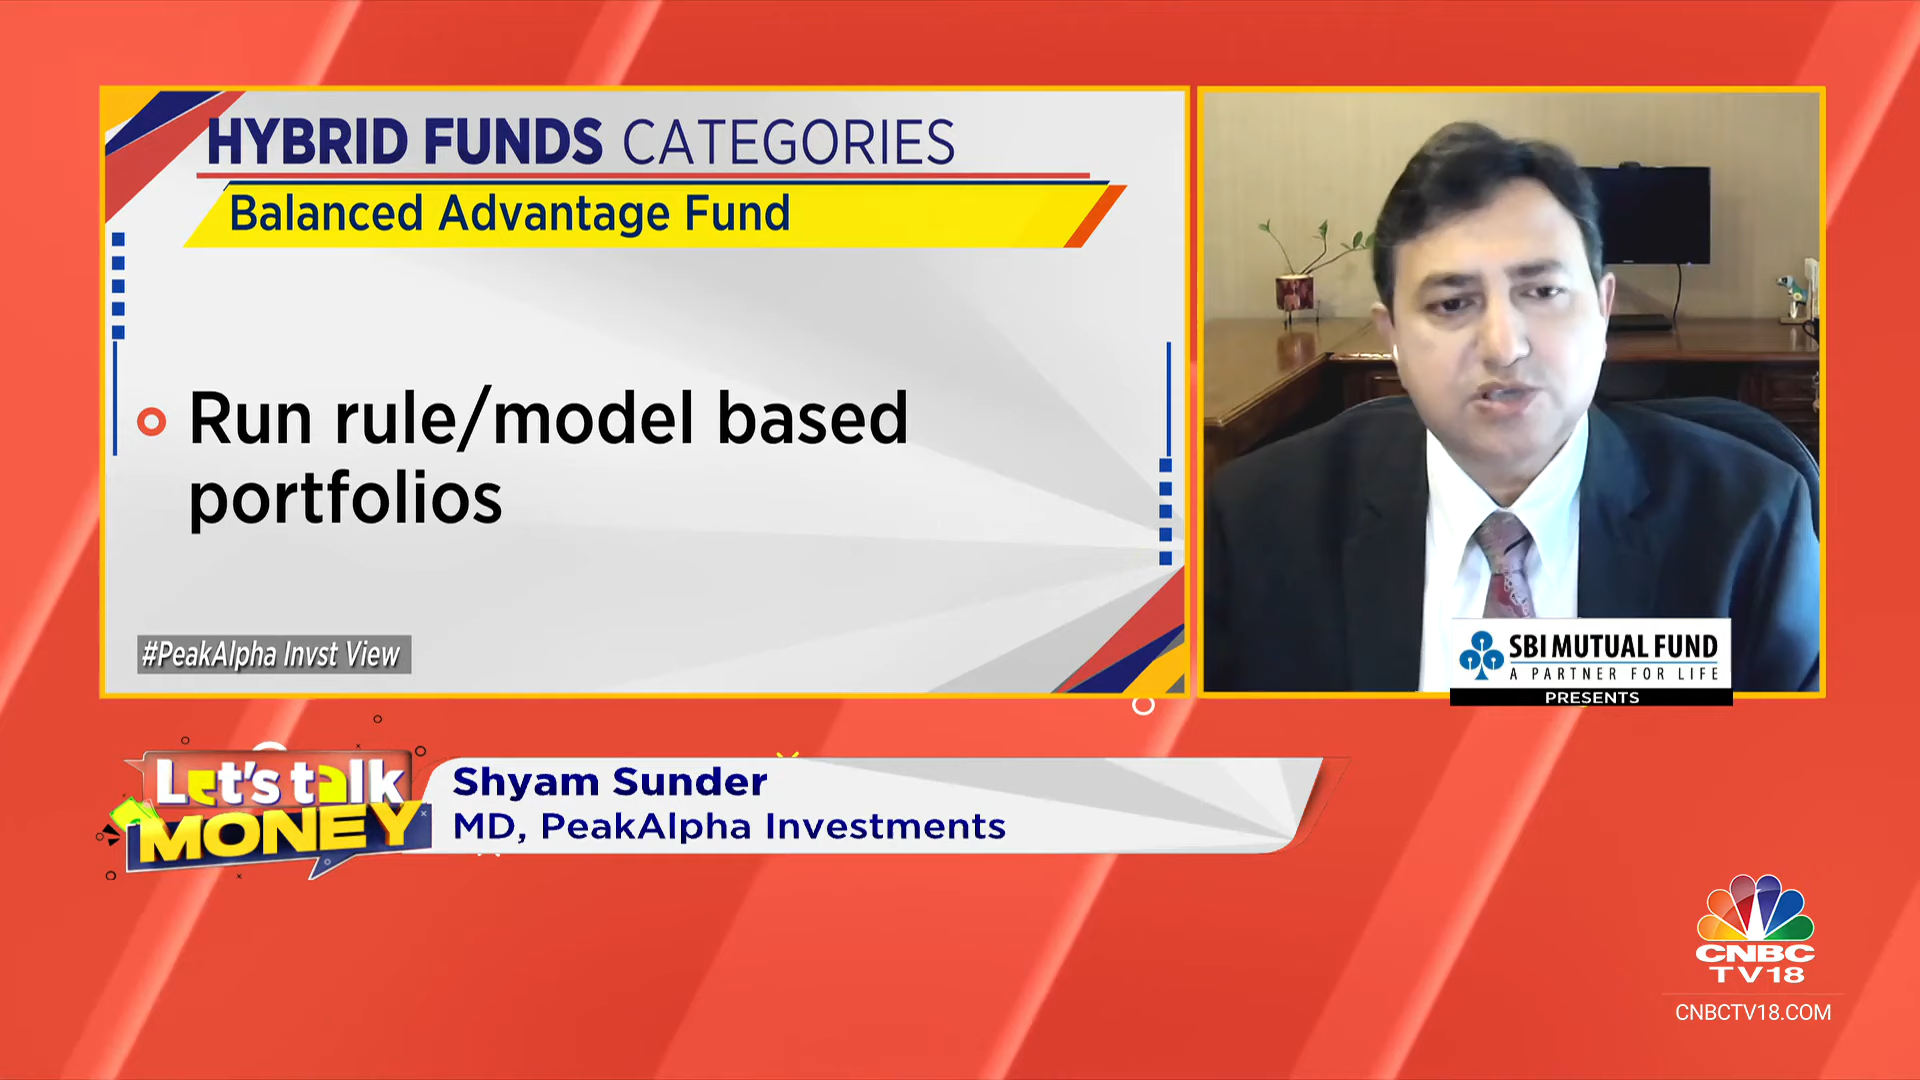 HYBRID FUNDS CATEGORIES
Balanced Advantage Fund
Run rule/model based
portfolios
#PeakAlpha Invst View
SBI MUTUAL FUND
A PARTNER FOR LIFE
PRESENTS
Let's talk
MONEY
Shyam Sunder
MD, PeakAlpha Investments
CNBC
TV18
CNBCTV18.COM